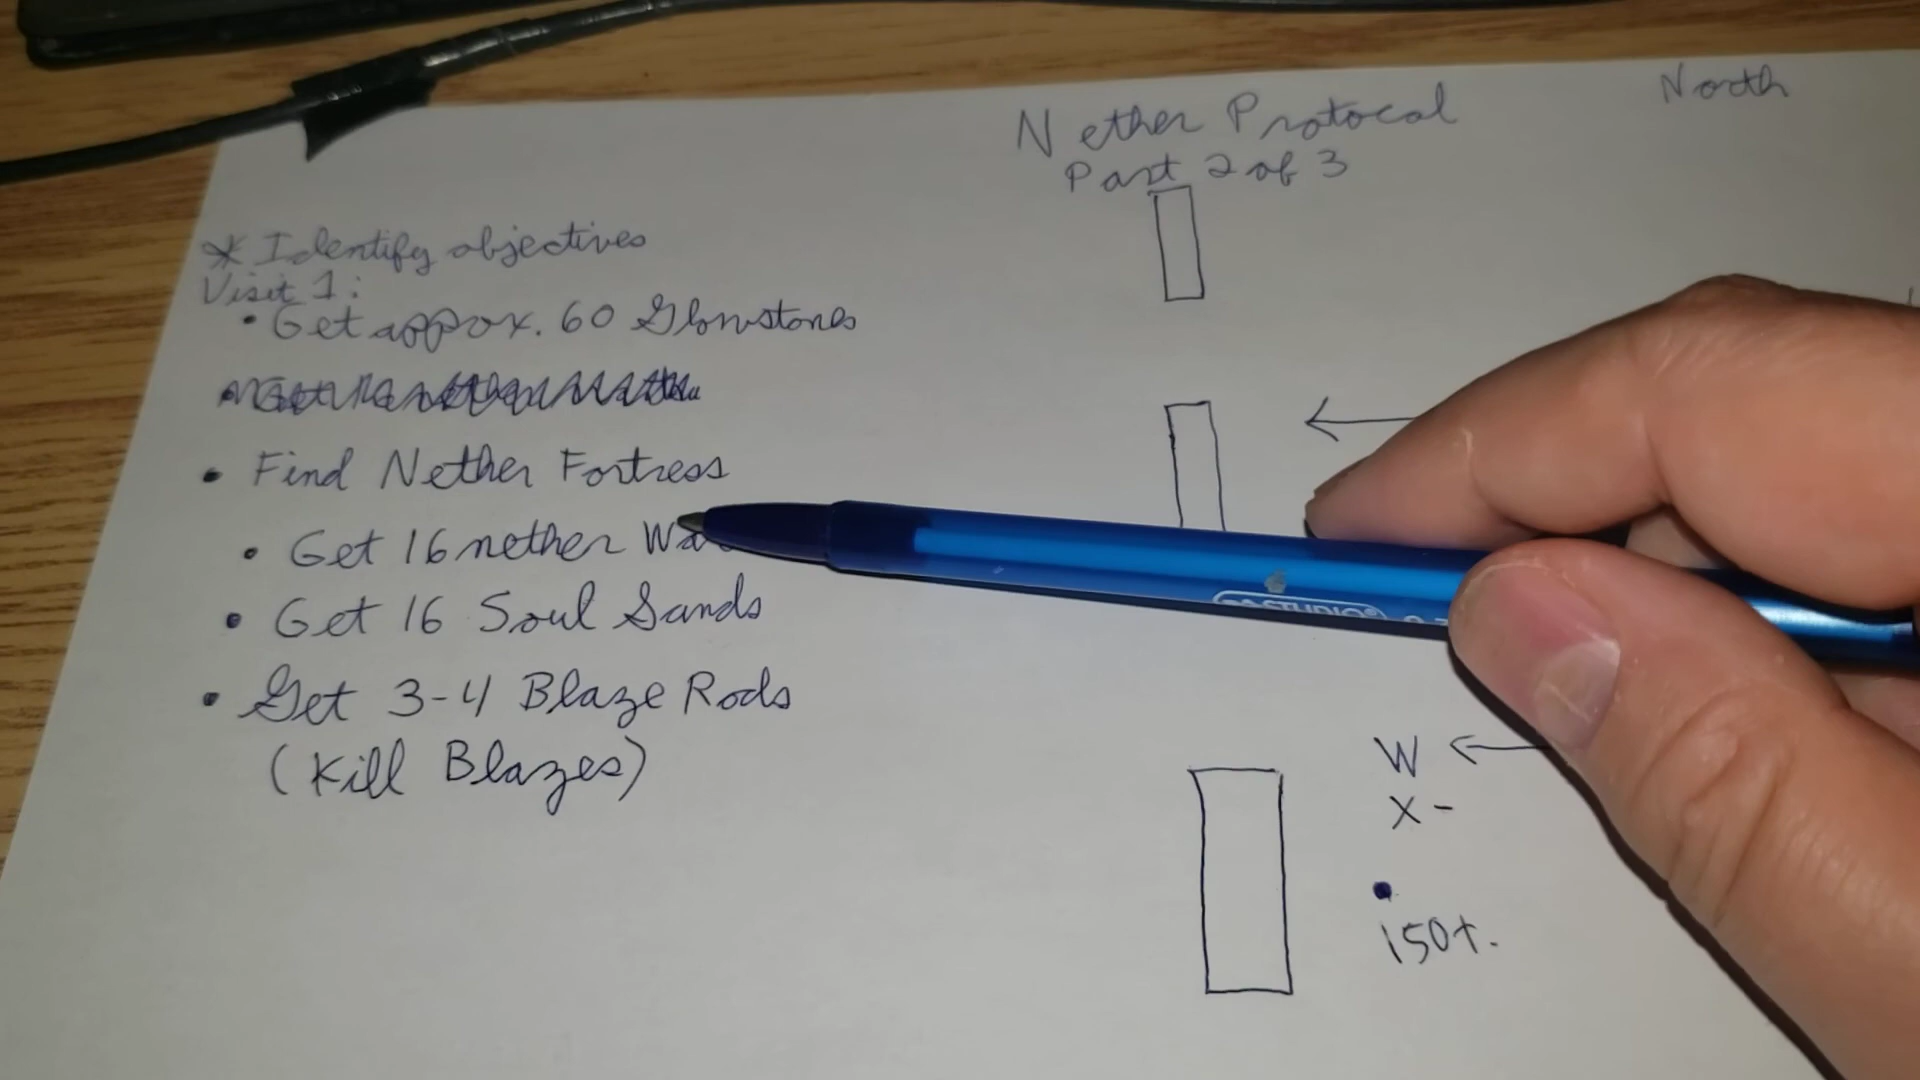 North
Nether Protocal
Part 2 of 3
* Identify objectives
Visit 1:
• Get appox. 60 Glowstones
• Find Nether Fortress
• Get 16 nether
• Get 16 Soul Sands
• Get 3-4 Blaze Rods
(Kill Blazes)
W ←
X -
150+.